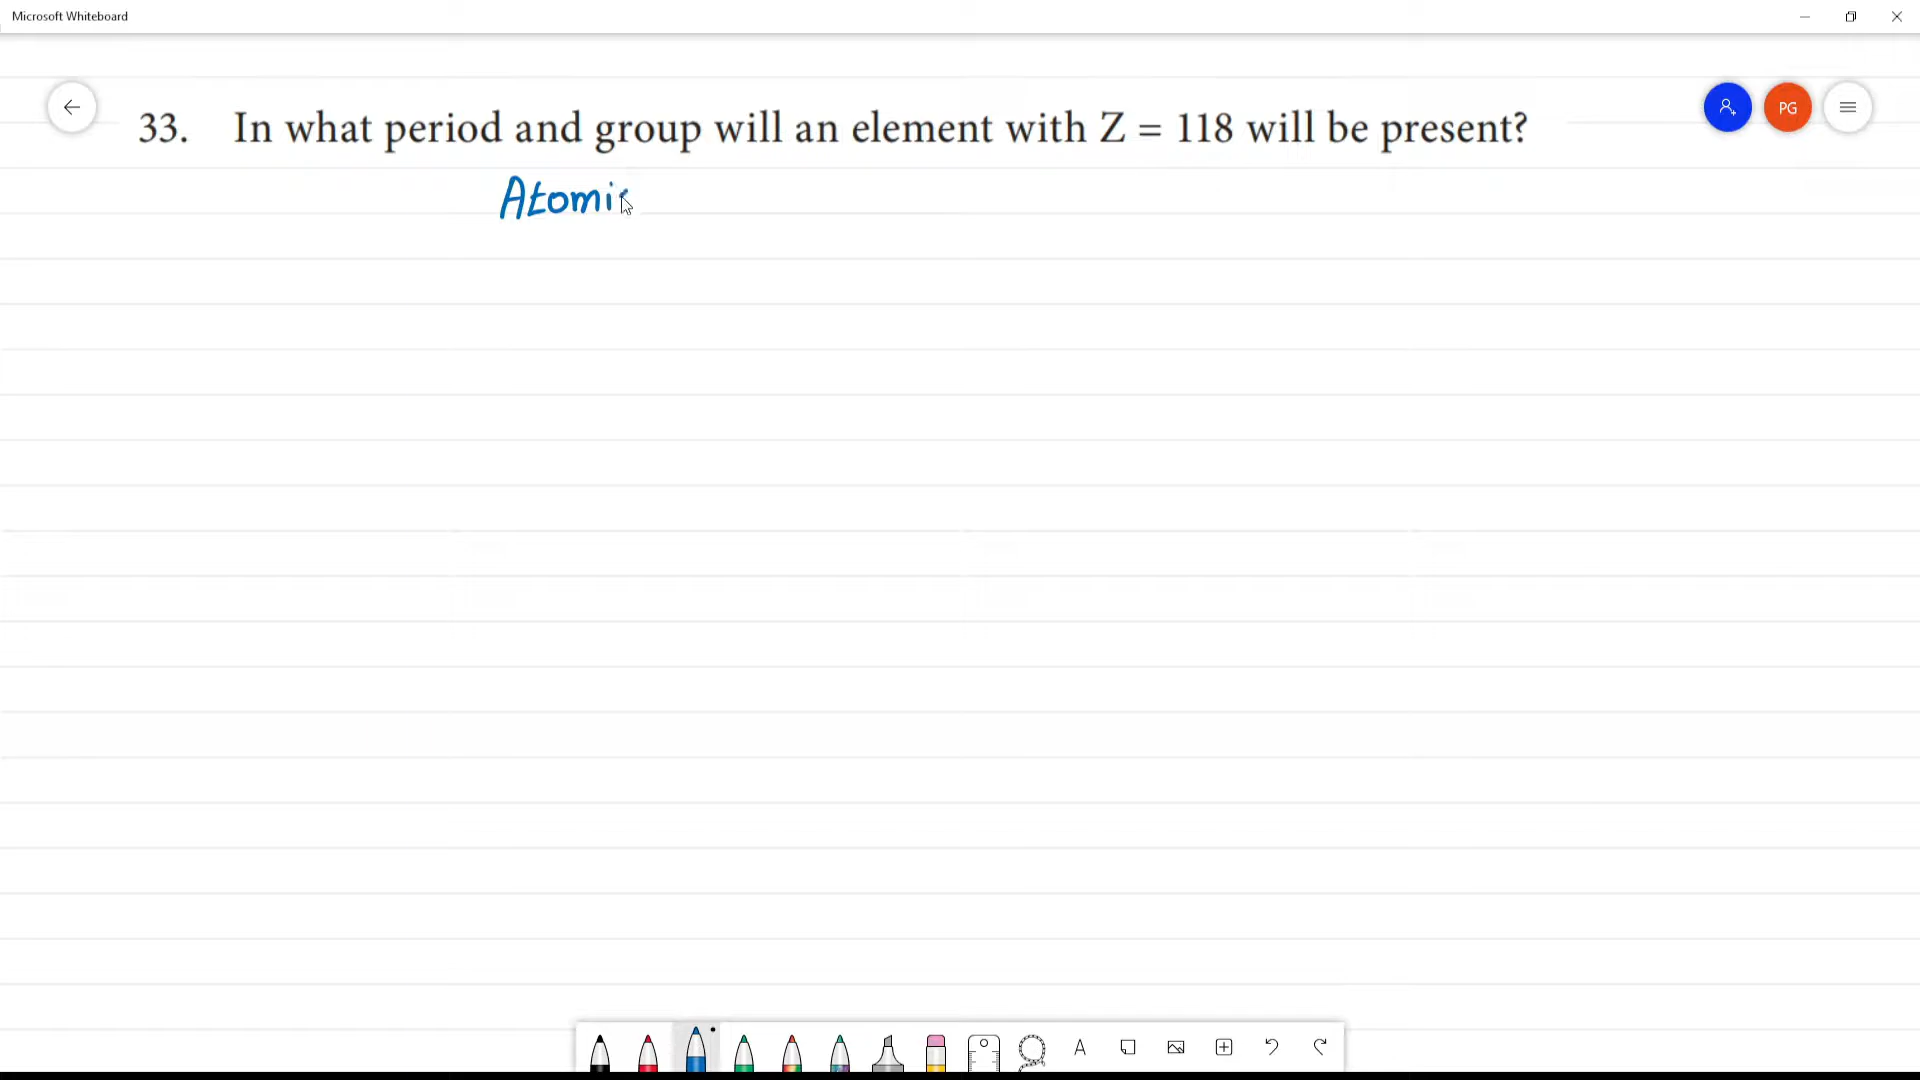 Microsoft Whiteboard
33. In what period and group will an element with Z = 118 will be present?
PG
Atomi
A